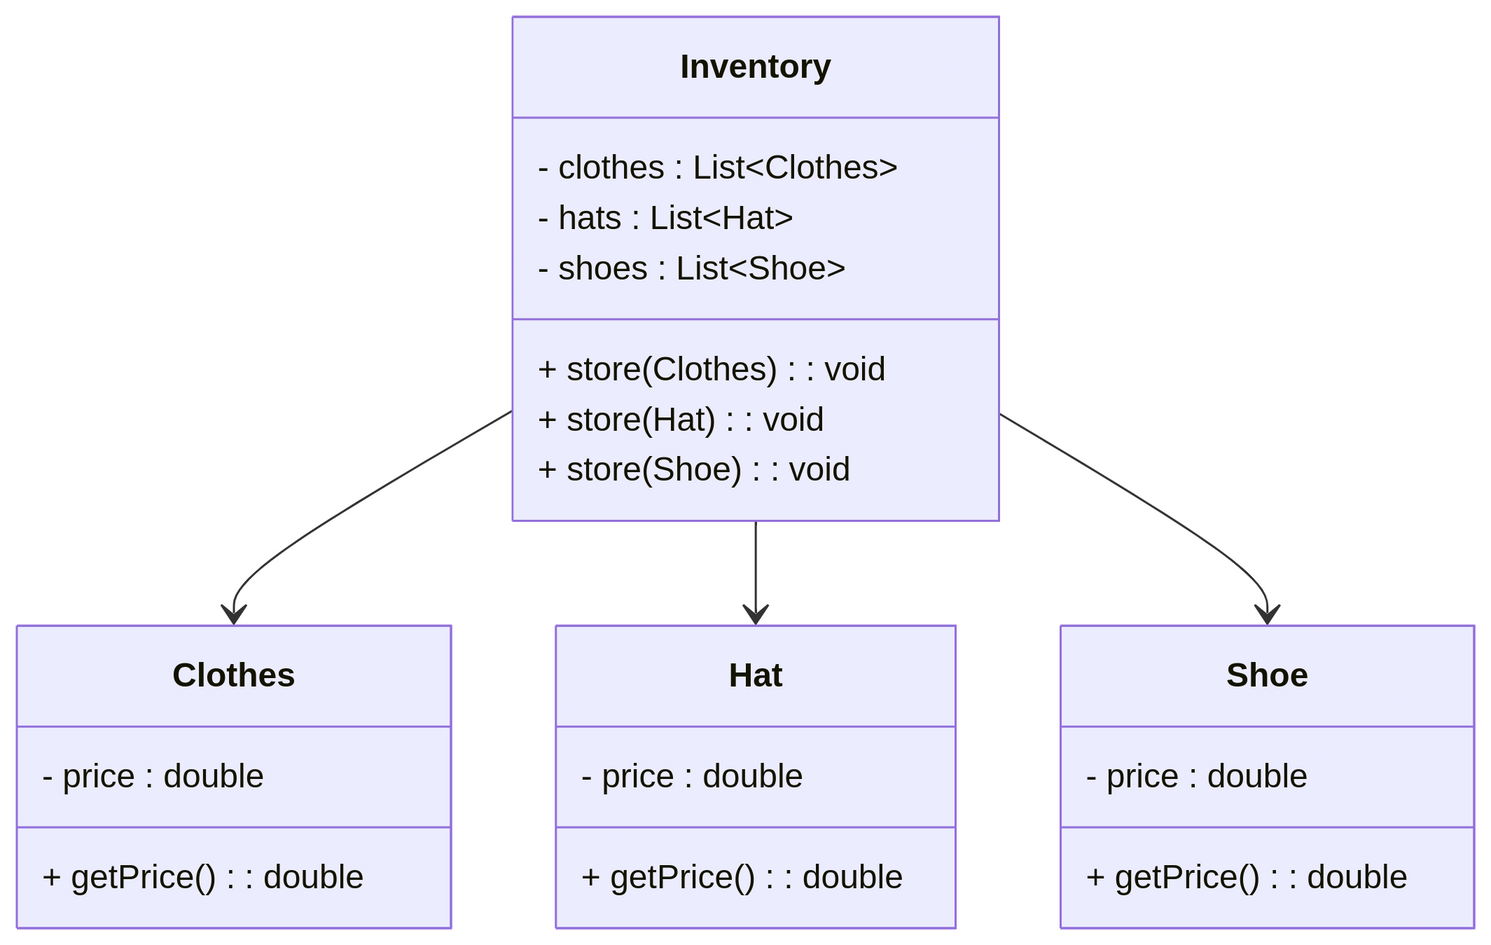 Inventory
- clothes : List<Clothes>
- hats : List<Hat>
- shoes : List<Shoe>
+ store(Clothes) : : void
+ store(Hat) : : void
+ store(Shoe) : : void
Clothes
- price : double
+ getPrice() : : double
Hat
- price : double
+ getPrice() : : double
Shoe
- price : double
+ getPrice() : : double